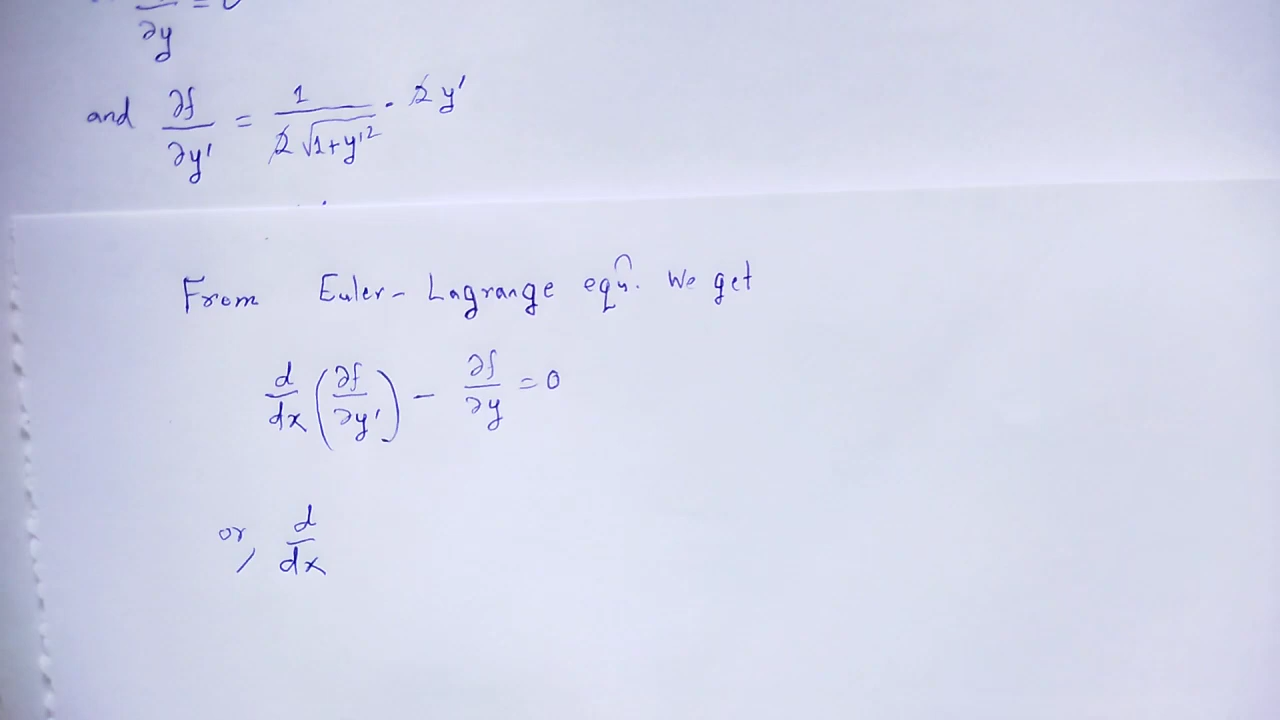 ∂/∂y = 0
and ∂f/∂y' = 1/(2√(1+y'²)) · 2y'
From Euler-Lagrange eqn. We get
d/dx (∂f/∂y') - ∂f/∂y = 0
or, d/dx